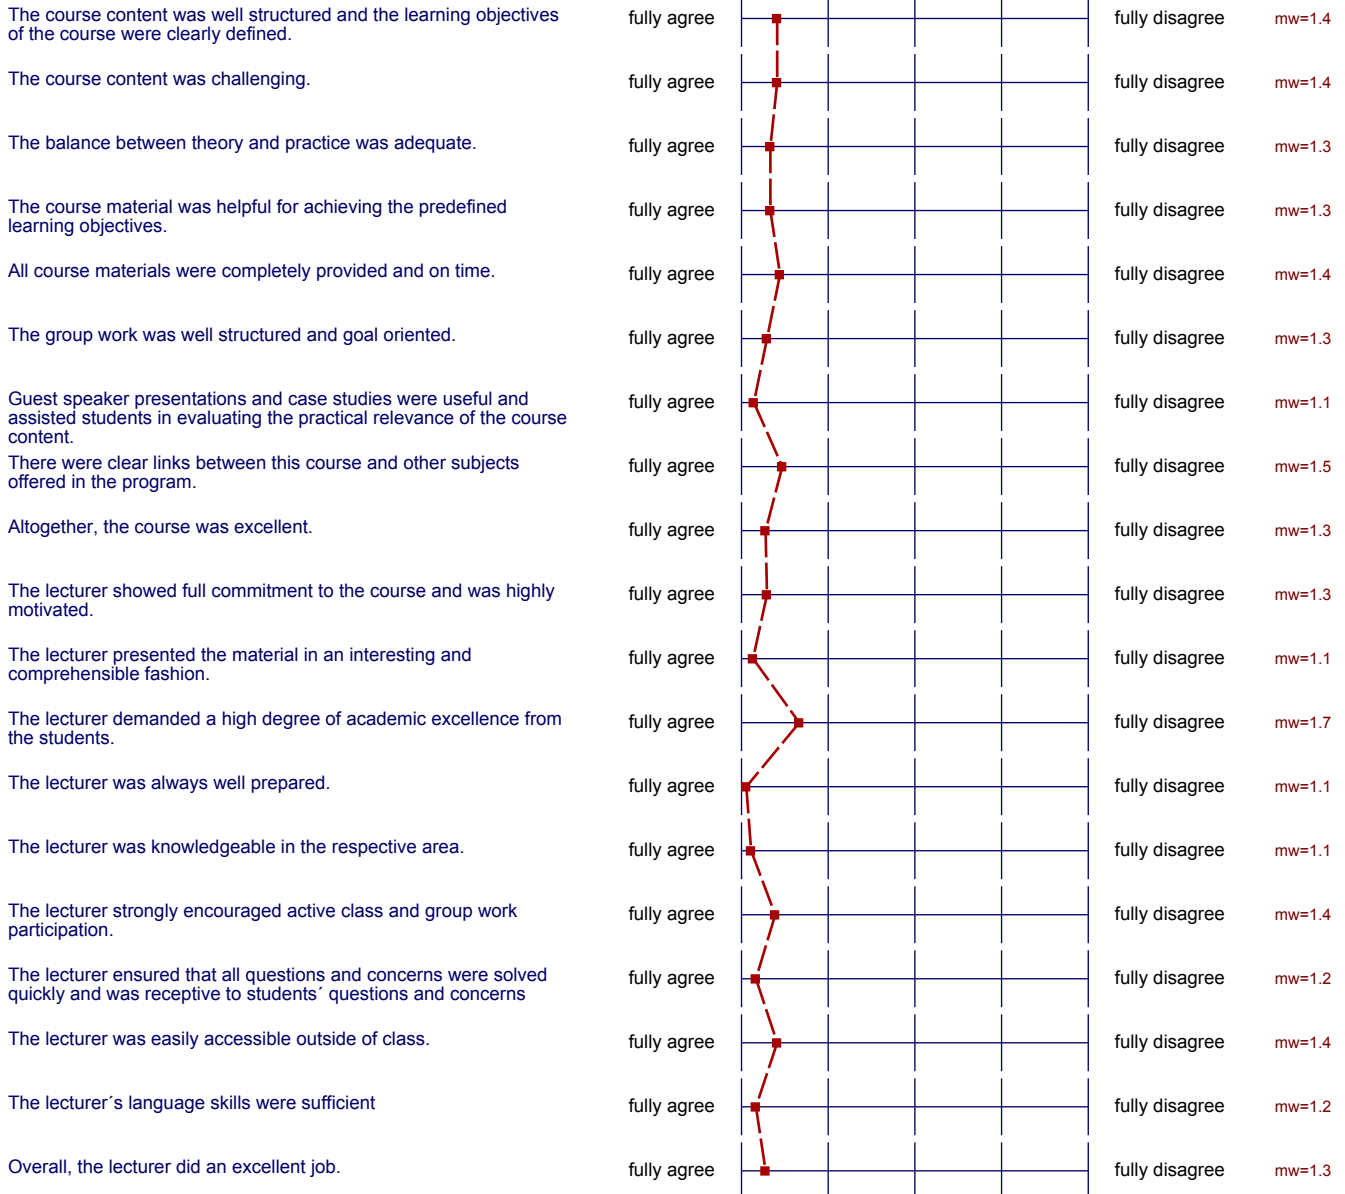 The course content was well structured and the learning objectives
of the course were clearly defined.
fully agree
fully disagree
mw=1.4
The course content was challenging.
fully agree
fully disagree
mw=1.4
The balance between theory and practice was adequate.
fully agree
fully disagree
mw=1.3
The course material was helpful for achieving the predefined
learning objectives.
fully agree
fully disagree
mw=1.3
All course materials were completely provided and on time.
fully agree
fully disagree
mw=1.4
The group work was well structured and goal oriented.
fully agree
fully disagree
mw=1.3
Guest speaker presentations and case studies were useful and
assisted students in evaluating the practical relevance of the course
content.
fully agree
fully disagree
mw=1.1
There were clear links between this course and other subjects
offered in the program.
fully agree
fully disagree
mw=1.5
Altogether, the course was excellent.
fully agree
fully disagree
mw=1.3
The lecturer showed full commitment to the course and was highly
motivated.
fully agree
fully disagree
mw=1.3
The lecturer presented the material in an interesting and
comprehensible fashion.
fully agree
fully disagree
mw=1.1
The lecturer demanded a high degree of academic excellence from
the students.
fully agree
fully disagree
mw=1.7
The lecturer was always well prepared.
fully agree
fully disagree
mw=1.1
The lecturer was knowledgeable in the respective area.
fully agree
fully disagree
mw=1.1
The lecturer strongly encouraged active class and group work
participation.
fully agree
fully disagree
mw=1.4
The lecturer ensured that all questions and concerns were solved
quickly and was receptive to students´ questions and concerns
fully agree
fully disagree
mw=1.2
The lecturer was easily accessible outside of class.
fully agree
fully disagree
mw=1.4
The lecturer´s language skills were sufficient
fully agree
fully disagree
mw=1.2
Overall, the lecturer did an excellent job.
fully agree
fully disagree
mw=1.3